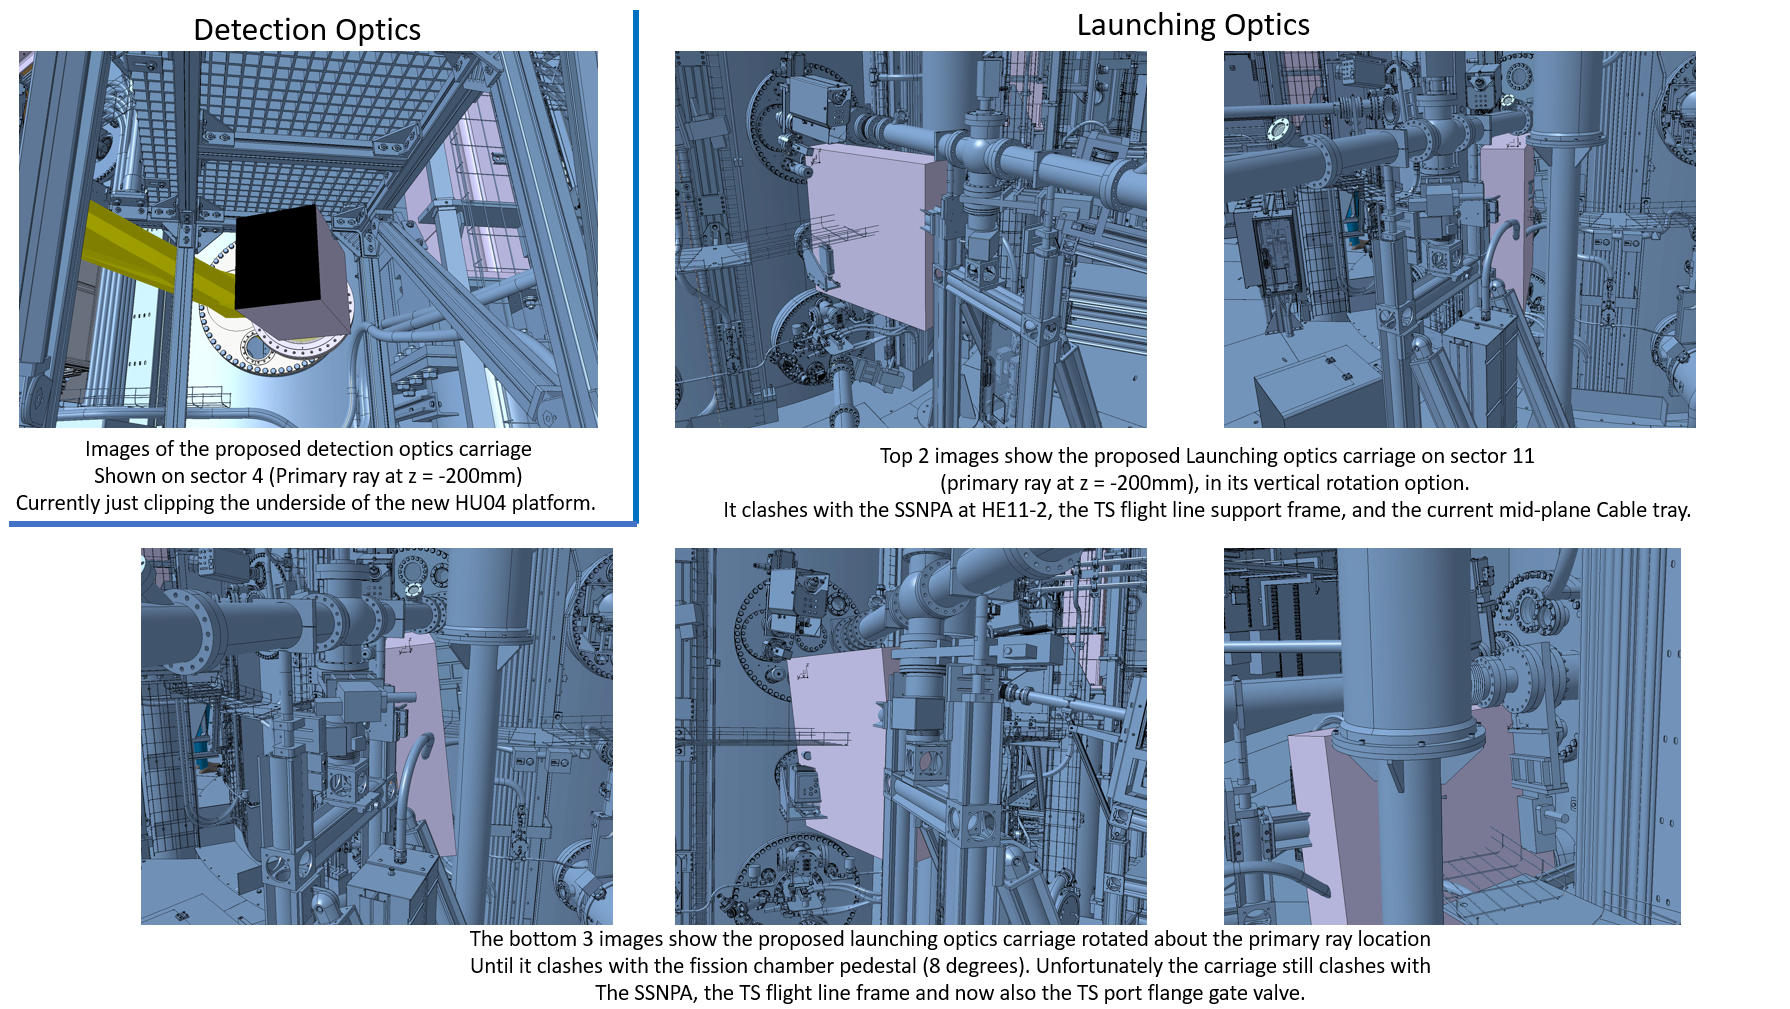 Detection Optics
Launching Optics
Images of the proposed detection optics carriage
Shown on sector 4 (Primary ray at z = -200mm)
Currently just clipping the underside of the new HU04 platform.
Top 2 images show the proposed Launching optics carriage on sector 11
(primary ray at z = -200mm), in its vertical rotation option.
It clashes with the SSNPA at HE11-2, the TS flight line support frame, and the current mid-plane Cable tray.
The bottom 3 images show the proposed launching optics carriage rotated about the primary ray location
Until it clashes with the fission chamber pedestal (8 degrees). Unfortunately the carriage still clashes with
The SSNPA, the TS flight line frame and now also the TS port flange gate valve.